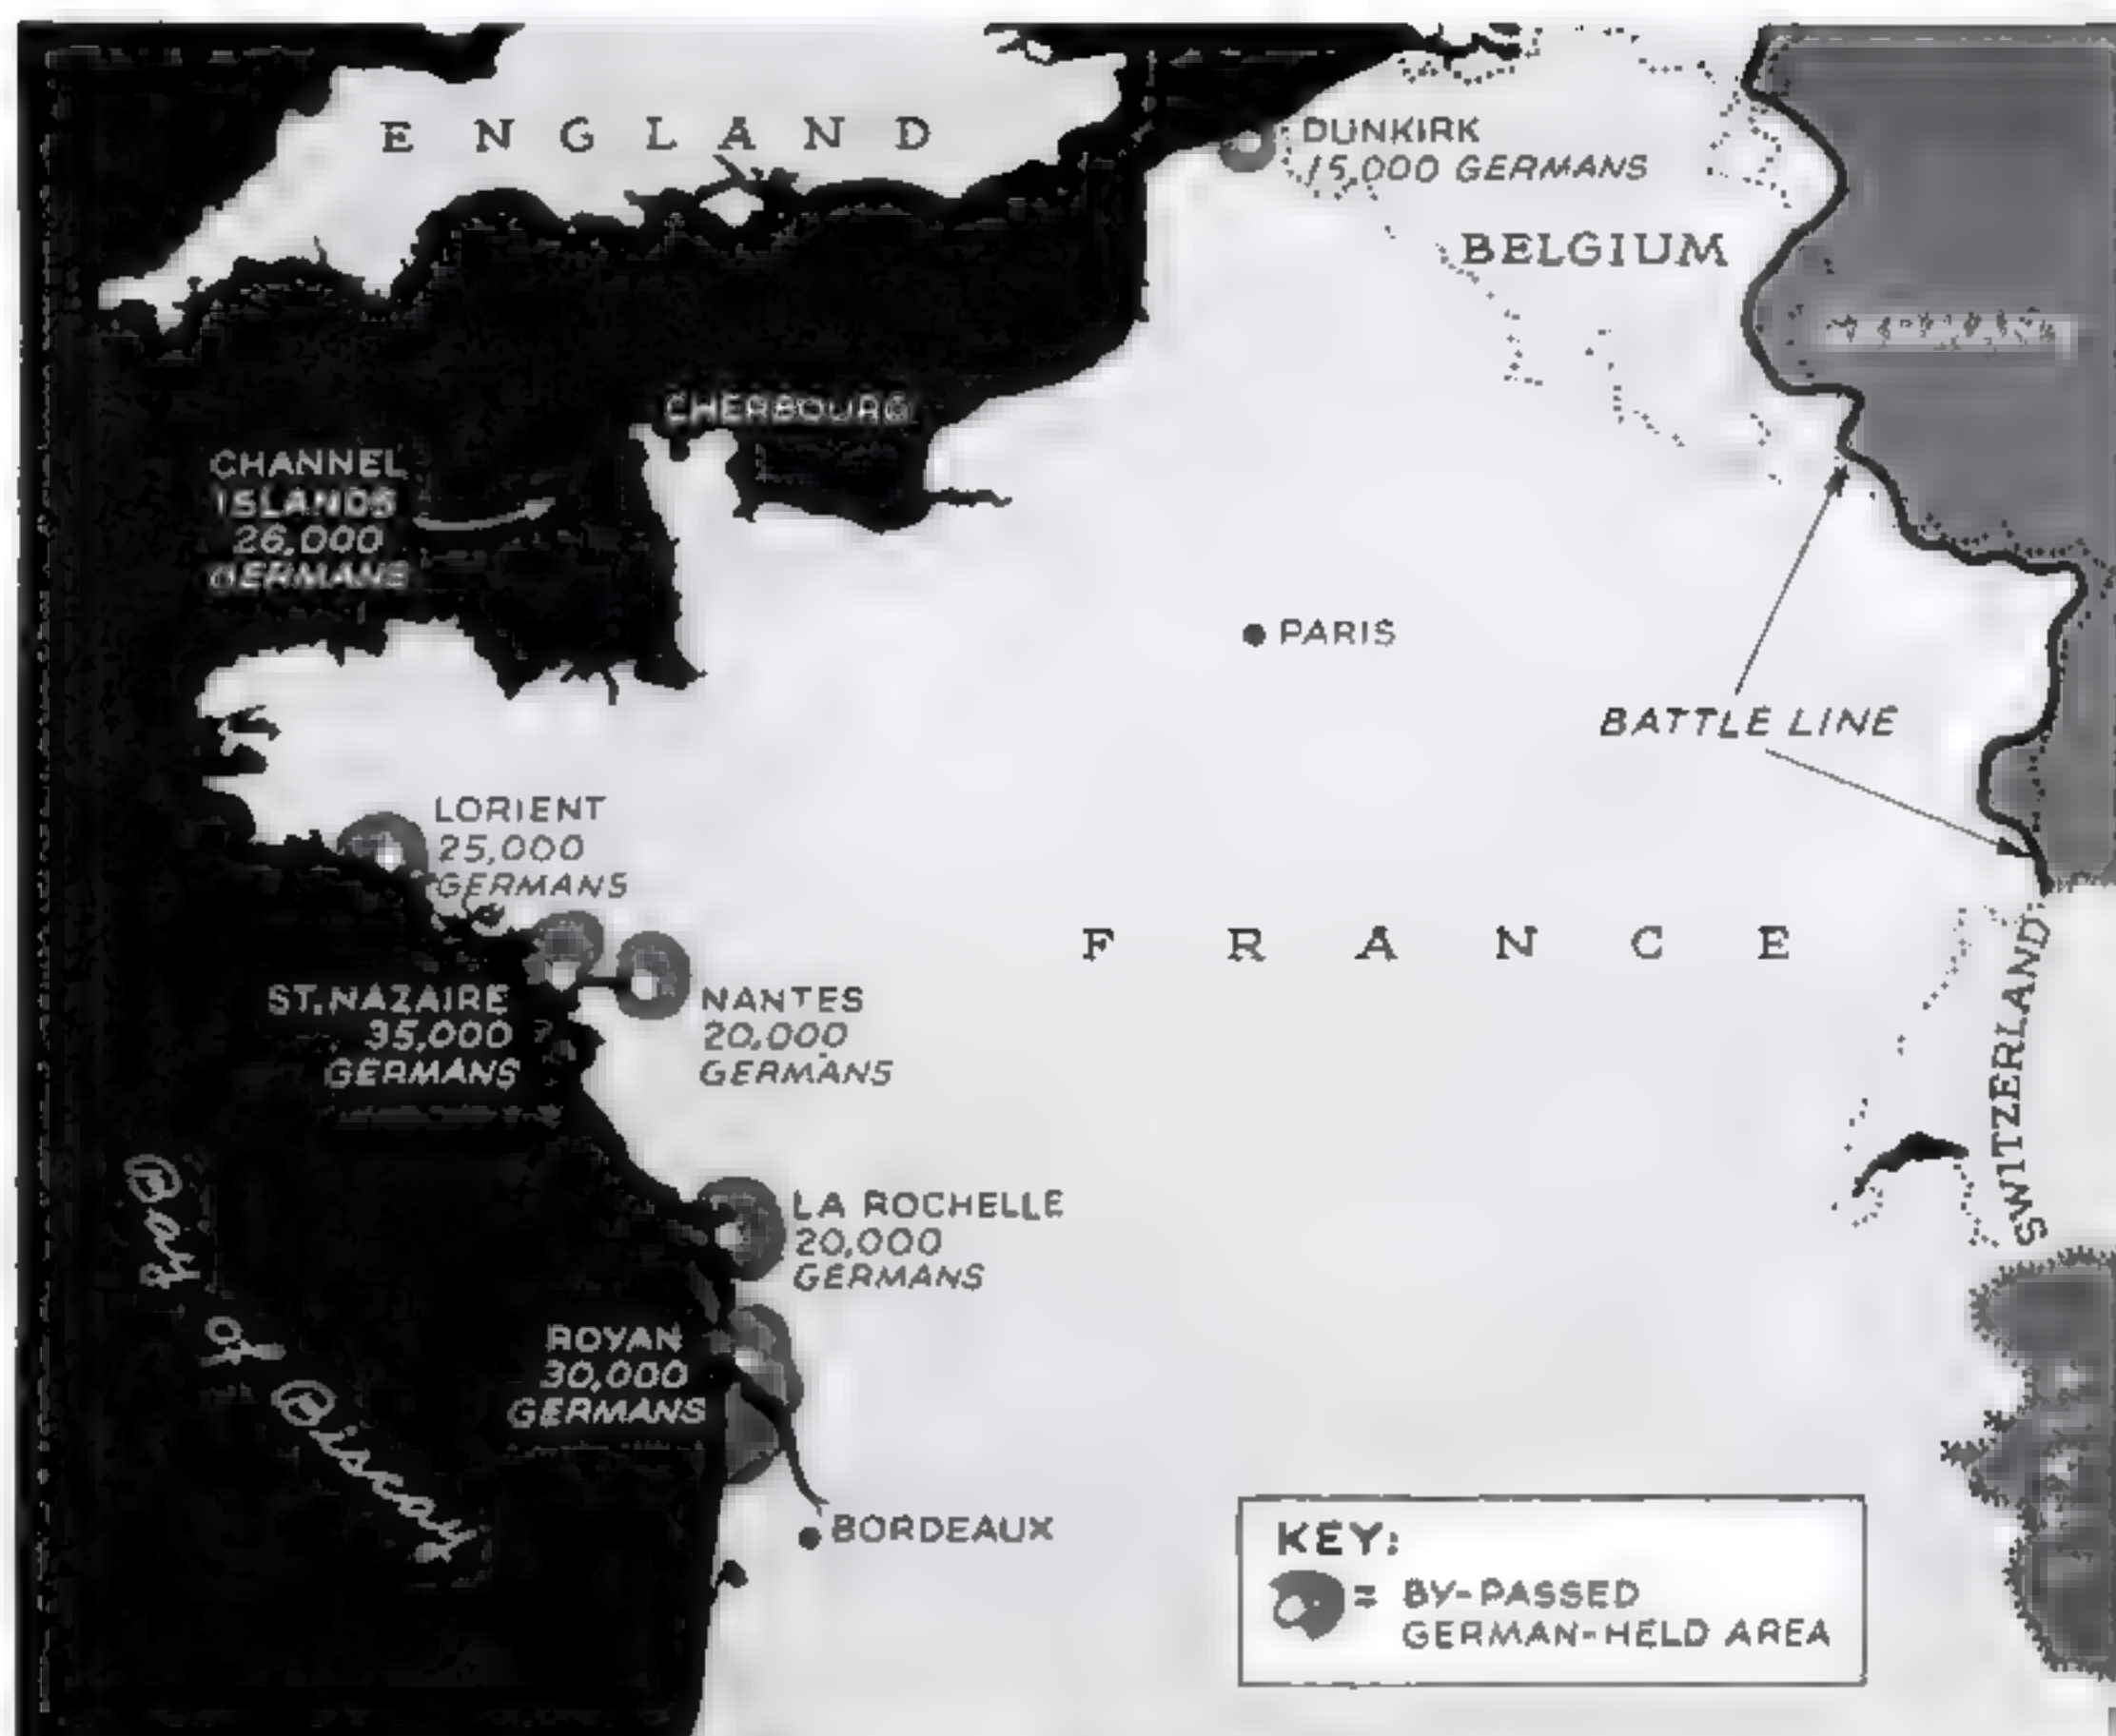 ENGLAND
DUNKIRK
15,000 GERMANS
BELGIUM
CHERBOURG
CHANNEL
ISLANDS
26,000
GERMANS
PARIS
BATTLE LINE
LORIENT
25,000
GERMANS
FRANCE
SWITZERLAND
ST. NAZAIRE
35,000
GERMANS
NANTES
20,000
GERMANS
Bay of Biscay
LA ROCHELLE
20,000
GERMANS
ROYAN
30,000
GERMANS
BORDEAUX
KEY:
= BY-PASSED
GERMAN-HELD AREA